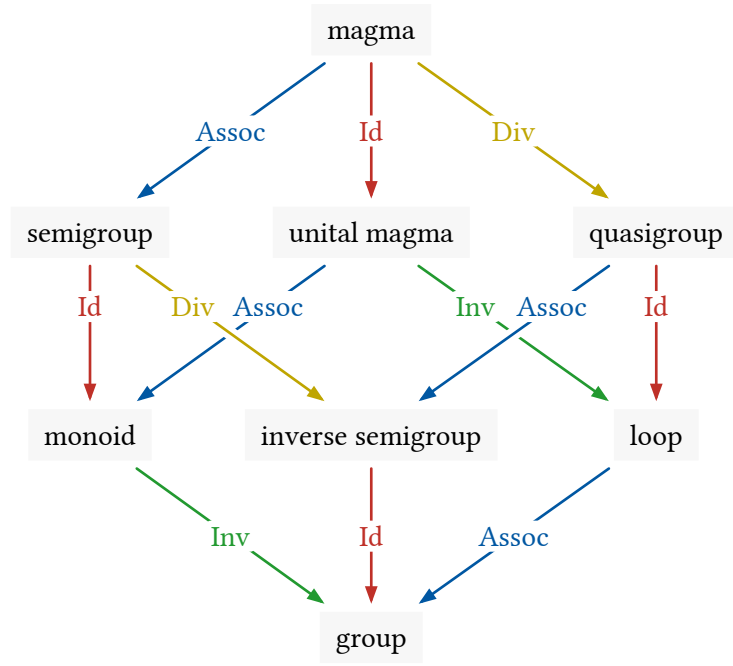 magma
Assoc Id Div
semigroup unital magma quasigroup
Id Div Assoc Inv Assoc Id
monoid inverse semigroup loop
Inv Id Assoc
group